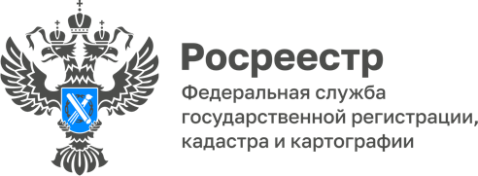 Росреестр
Федеральная служба
государственной регистрации,
кадастра и картографии